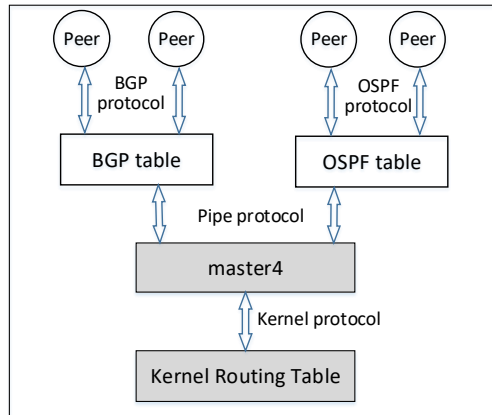 Peer Peer Peer Peer
BGP
protocol
OSPF
protocol
BGP table
OSPF table
Pipe protocol
master4
Kernel protocol
Kernel Routing Table